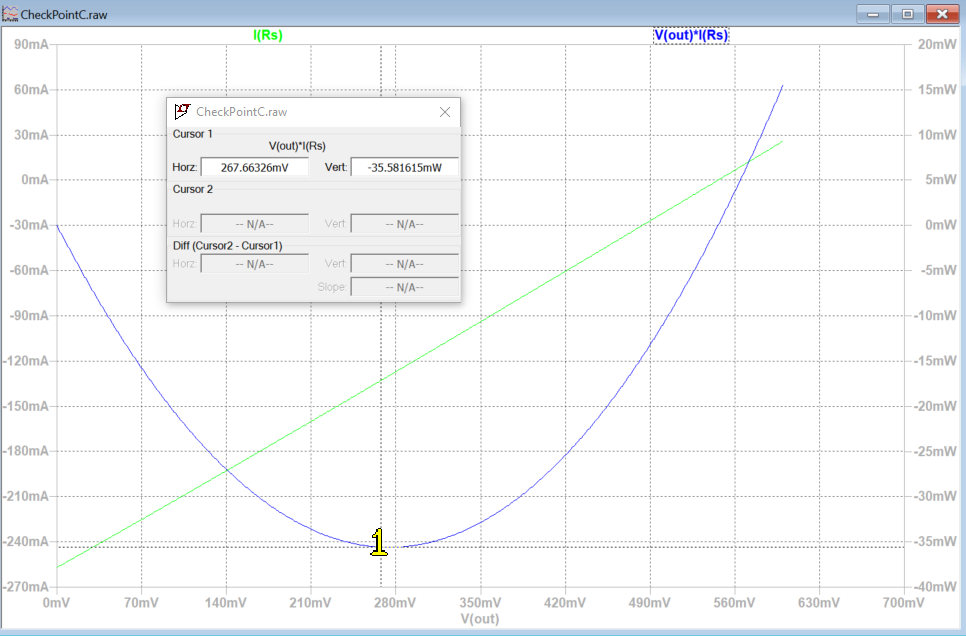 CheckPointC.raw
I(Rs) V(out)*I(Rs)
90mA 20mW
60mA 15mW
30mA 10mW
0mA 5mW
-30mA 0mW
-60mA -5mW
-90mA -10mW
-120mA -15mW
-150mA -20mW
-180mA -25mW
-210mA -30mW
-240mA -35mW
-270mA -40mW
0mV 70mV 140mV 210mV 280mV 350mV 420mV 490mV 560mV 630mV 700mV
V(out)
CheckPointC.raw
Cursor 1
V(out)*I(Rs)
Horz: 267.66326mV Vert: -35.581615mW
Cursor 2
Horz: -- N/A-- Vert: -- N/A--
Diff (Cursor2 - Cursor1)
Horz: -- N/A-- Vert: -- N/A--
Slope: -- N/A--
1